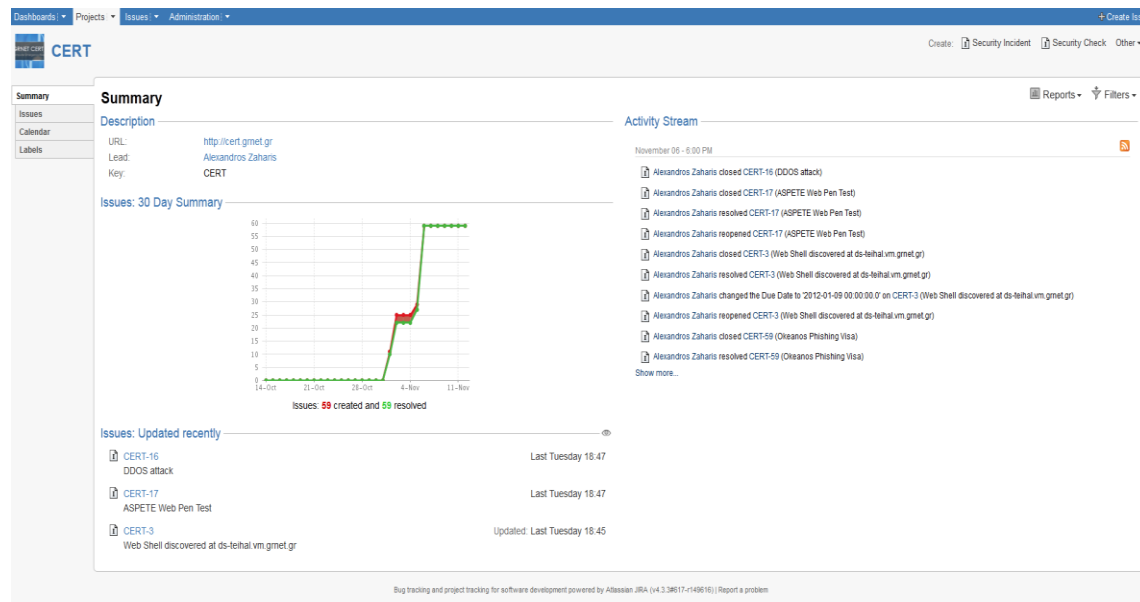 Dashboards Projects Issues Administration
+ Create Iss
GRNET CERT
CERT
Create: Security Incident Security Check Other
Summary
Issues
Calendar
Labels
Summary
Reports Filters
Description
URL: http://cert.grnet.gr
Lead: Alexandros Zaharis
Key: CERT
Issues: 30 Day Summary
60
55
50
45
40
35
30
25
20
15
10
5
0
14-Oct 21-Oct 28-Oct 4-Nov 11-Nov
Issues: 59 created and 59 resolved
Issues: Updated recently
CERT-16 Last Tuesday 18:47
DDOS attack
CERT-17 Last Tuesday 18:47
ASPETE Web Pen Test
CERT-3 Updated: Last Tuesday 18:45
Web Shell discovered at ds-teihal.vm.grnet.gr
Activity Stream
November 06 - 6:00 PM
Alexandros Zaharis closed CERT-16 (DDOS attack)
Alexandros Zaharis closed CERT-17 (ASPETE Web Pen Test)
Alexandros Zaharis resolved CERT-17 (ASPETE Web Pen Test)
Alexandros Zaharis reopened CERT-17 (ASPETE Web Pen Test)
Alexandros Zaharis closed CERT-3 (Web Shell discovered at ds-teihal.vm.grnet.gr)
Alexandros Zaharis resolved CERT-3 (Web Shell discovered at ds-teihal.vm.grnet.gr)
Alexandros Zaharis changed the Due Date to '2012-01-09 00:00:00.0' on CERT-3 (Web Shell discovered at ds-teihal.vm.grnet.gr)
Alexandros Zaharis reopened CERT-3 (Web Shell discovered at ds-teihal.vm.grnet.gr)
Alexandros Zaharis closed CERT-59 (Okeanos Phishing Visa)
Alexandros Zaharis resolved CERT-59 (Okeanos Phishing Visa)
Show more...
Bug tracking and project tracking for software development powered by Atlassian JIRA (v4.3.3#617-r149616) | Report a problem